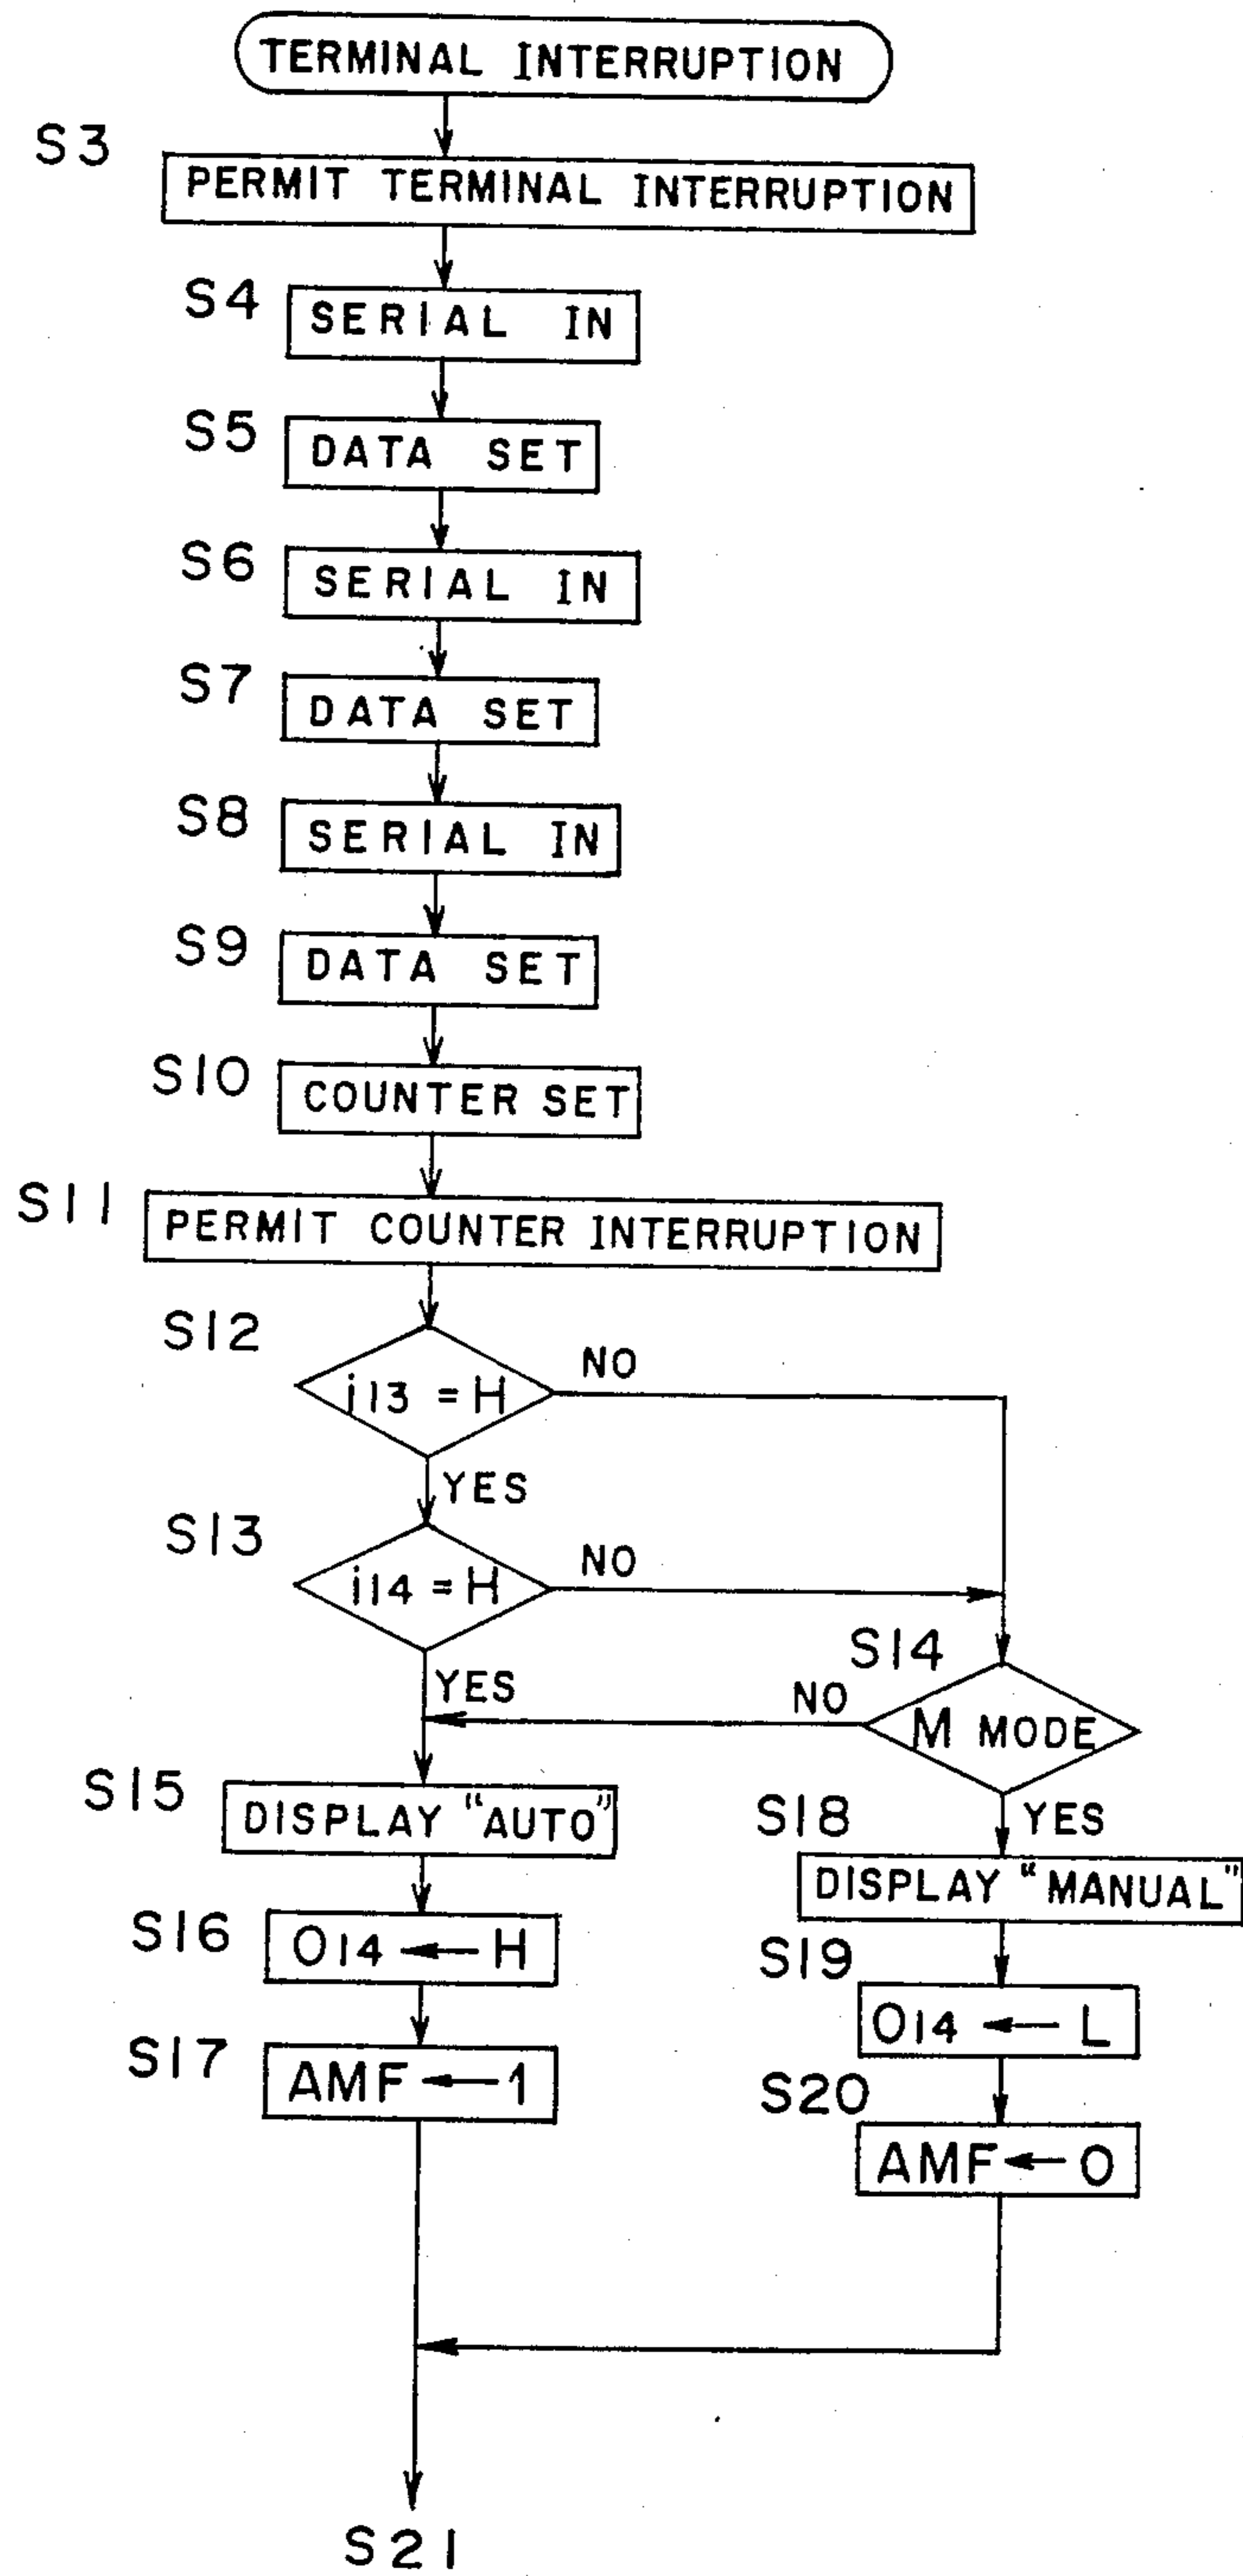 TERMINAL INTERRUPTION
S3
PERMIT TERMINAL INTERRUPTION
S4
SERIAL IN
S5
DATA SET
S6
SERIAL IN
S7
DATA SET
S8
SERIAL IN
S9
DATA SET
S10
COUNTER SET
S11
PERMIT COUNTER INTERRUPTION
S12
i13 = H
NO
YES
S13
i14 = H
NO
YES
S14
M MODE
NO
YES
S15
DISPLAY "AUTO"
S16
O14 ← H
S17
AMF ← 1
S18
DISPLAY "MANUAL"
S19
O14 ← L
S20
AMF ← 0
S21